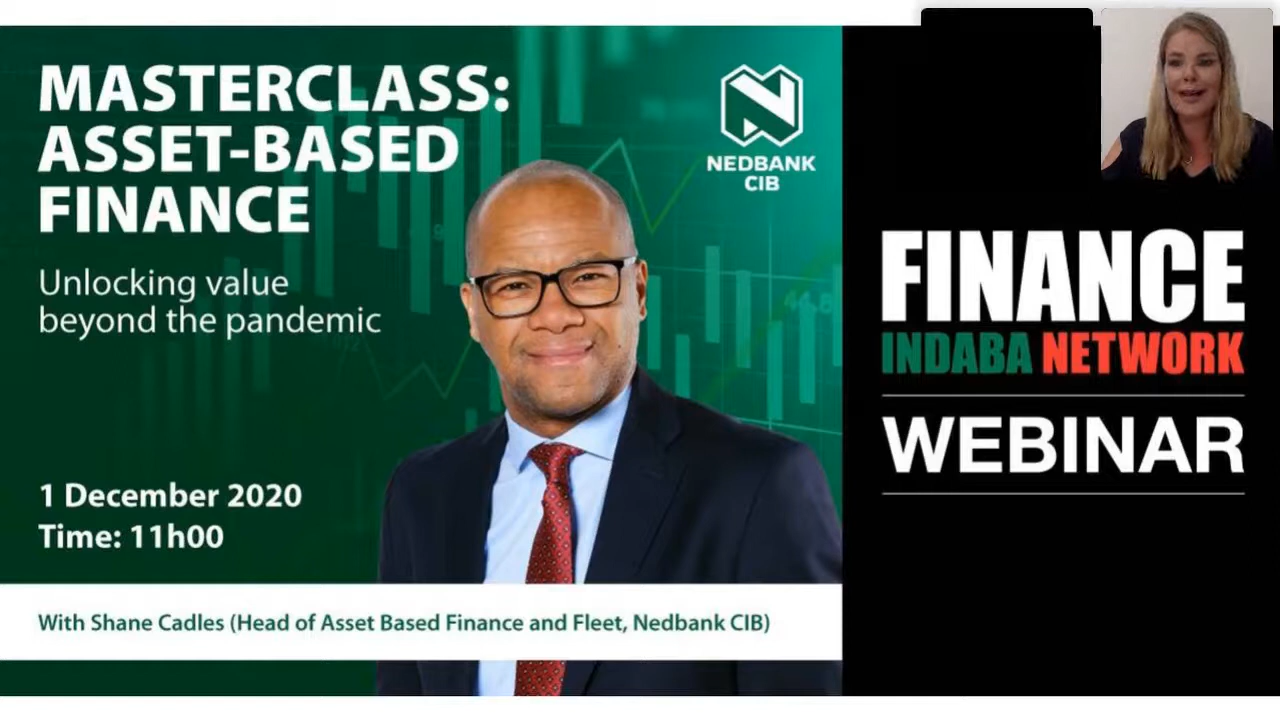 MASTERCLASS:
ASSET-BASED
FINANCE
Unlocking value
beyond the pandemic
1 December 2020
Time: 11h00
With Shane Cadles (Head of Asset Based Finance and Fleet, Nedbank CIB)
NEDBANK
CIB
FINANCE
INDABA NETWORK
WEBINAR